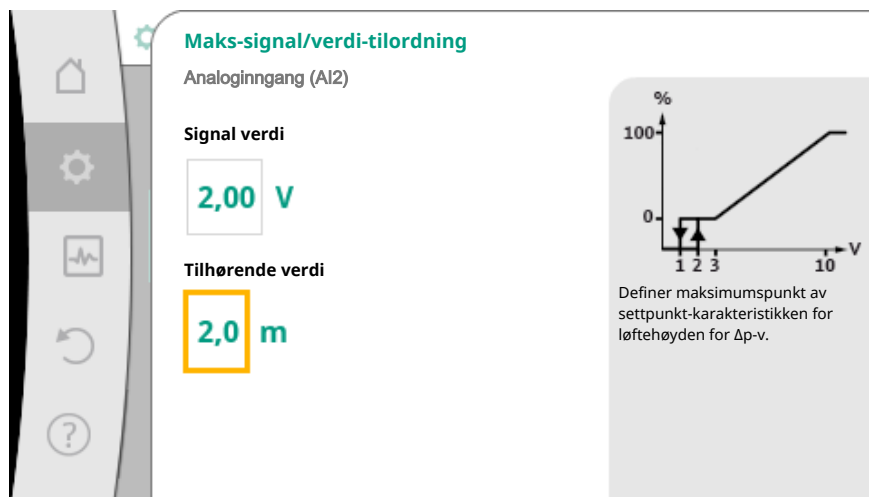 Maks-signal/verdi-tilordning
Analoginngang (AI2)
Signal verdi
2,00 V
Tilhørende verdi
2,0 m
%
100
0
1 2 3 10 V
Definer maksimumspunkt av
settpunkt-karakteristikken for
løftehøyden for Δp-v.
?